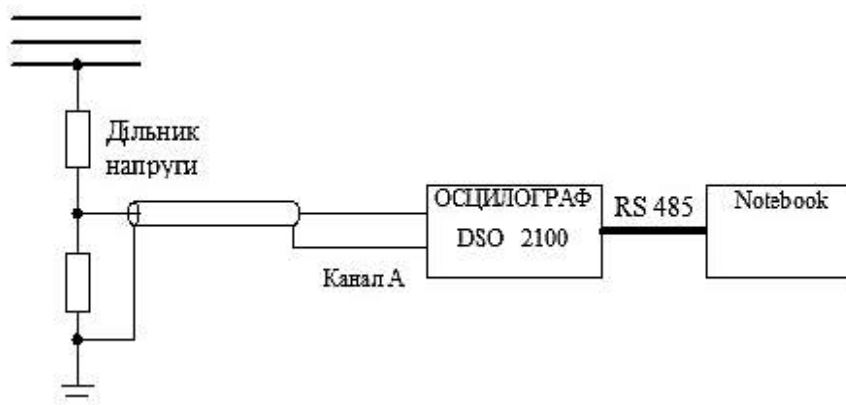 Дільник
напруги
ОСЦИЛОГРАФ
DSO 2100
RS 485
Notebook
Канал А